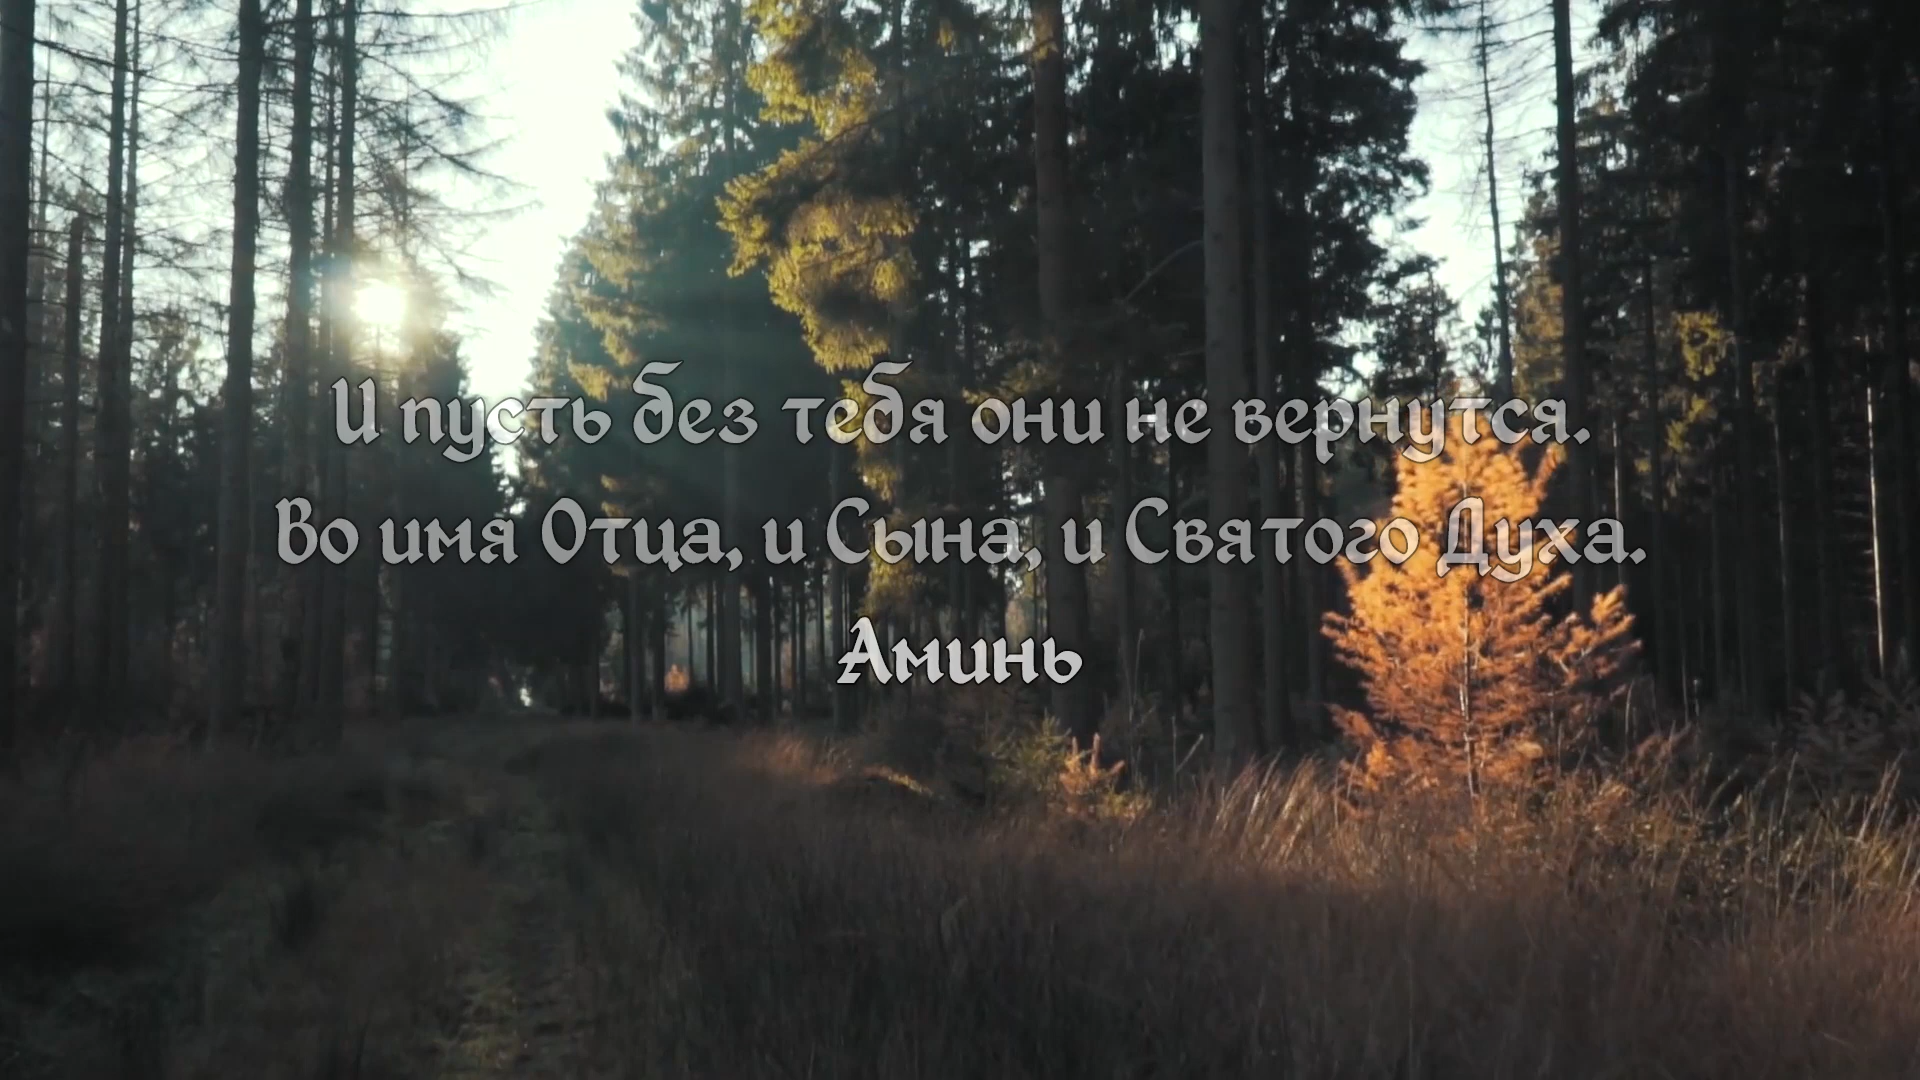 И пусть без тебя они не вернутся.
Во имя Отца, и Сына, и Святого Духа.
Аминь